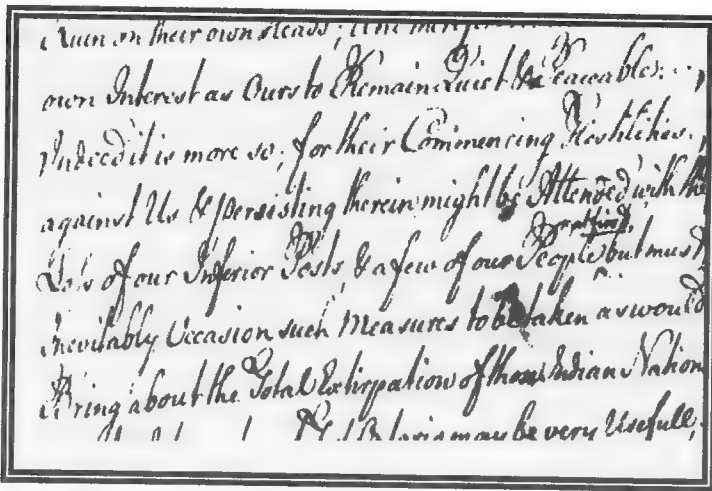 Ruin on their own Heads;
own Interest as Ours to Remain Quiet & Peaceable;
Indeed it is more so; for their Commencing Hostilities
against Us & persisting therein might be Attended with the
Loss of our Inferior Posts, & a few of our People but must
Inevitably Occasion such Measures to be taken as would
Bring about the Total Extirpation of those Indian Nations
may be very Usefull;